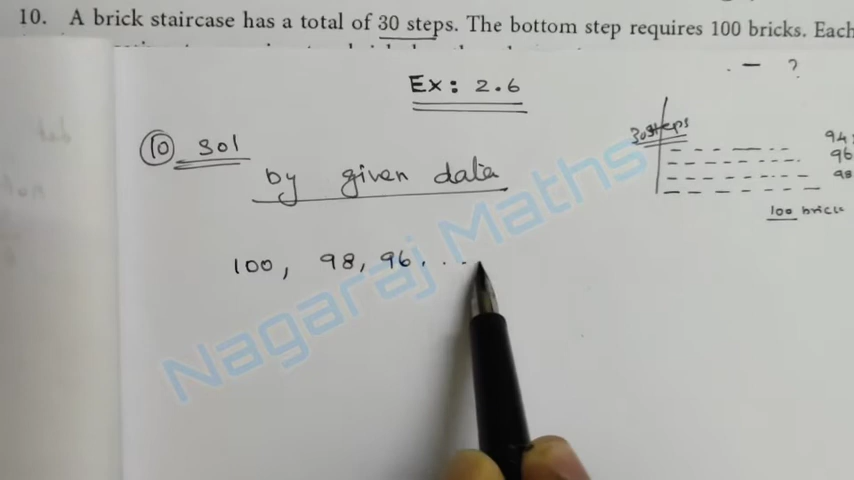 10. A brick staircase has a total of 30 steps. The bottom step requires 100 bricks. Each
Ex: 2.6
— ?
10 Sol
30 steps
94
96
98
100 bricks
by given data
100, 98, 96, ...
Nagaraj Maths